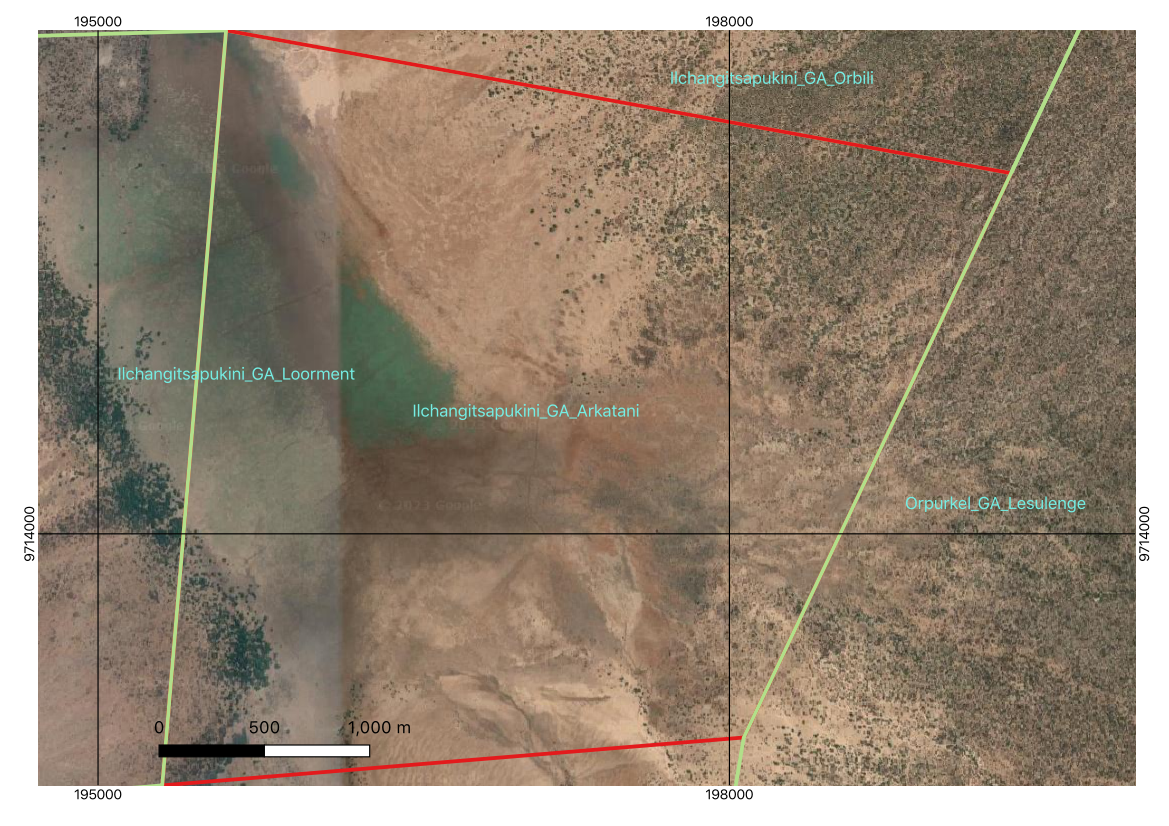 195000
198000
Ilchangitsapukini_GA_Orbili
Ilchangitsapukini_GA_Loorment
Ilchangitsapukini_GA_Arkatani
Orpurkel_GA_Lesulenge
9714000
9714000
0 500 1,000 m
195000
198000